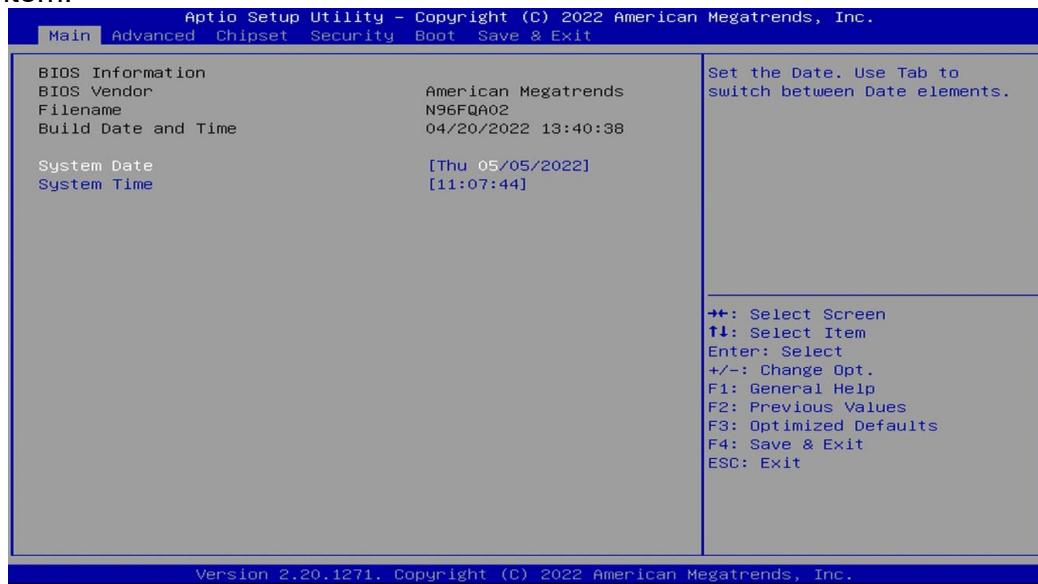 item.
Aptio Setup Utility – Copyright (C) 2022 American Megatrends, Inc.
Main Advanced Chipset Security Boot Save & Exit
BIOS Information
BIOS Vendor American Megatrends
Filename N96FQA02
Build Date and Time 04/20/2022 13:40:38
System Date [Thu 05/05/2022]
System Time [11:07:44]
Set the Date. Use Tab to
switch between Date elements.
→←: Select Screen
↑↓: Select Item
Enter: Select
+/-: Change Opt.
F1: General Help
F2: Previous Values
F3: Optimized Defaults
F4: Save & Exit
ESC: Exit
Version 2.20.1271. Copyright (C) 2022 American Megatrends, Inc.